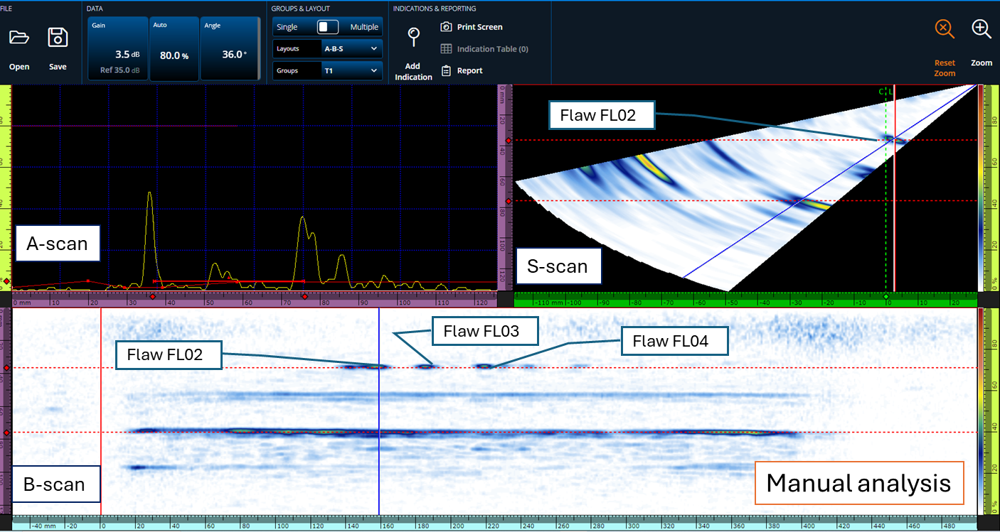 FILE
DATA
GROUPS & LAYOUT
INDICATIONS & REPORTING
Open
Save
Gain
3.5 dB
Ref 35.0 dB
Auto
80.0 %
Angle
36.0 °
Single
Multiple
Layouts
A-B-S
Groups
T1
Add
Indication
Print Screen
Indication Table (0)
Report
Reset
Zoom
Zoom
A-scan
0 mm 10 20 30 40 50 60 70 80 90 100 110 120
0 mm 20 40 60 80 100 120
Flaw FL02
C L
S-scan
-110 mm -100 -90 -80 -70 -60 -50 -40 -30 -20 -10 0 10 20
0 % 20 40 60 80
Flaw FL02
Flaw FL03
Flaw FL04
B-scan
Manual analysis
0 % 20 40 60 80
-40 mm -20 0 20 40 60 80 100 120 140 160 180 200 220 240 260 280 300 320 340 360 380 400 420 440 460 480